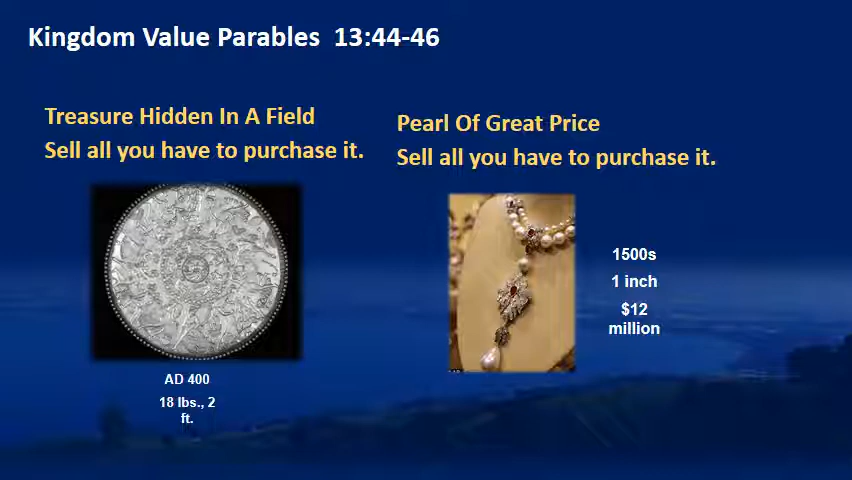 Kingdom Value Parables 13:44-46
Treasure Hidden In A Field
Sell all you have to purchase it.
Pearl Of Great Price
Sell all you have to purchase it.
AD 400
18 lbs., 2
ft.
1500s
1 inch
$12
million